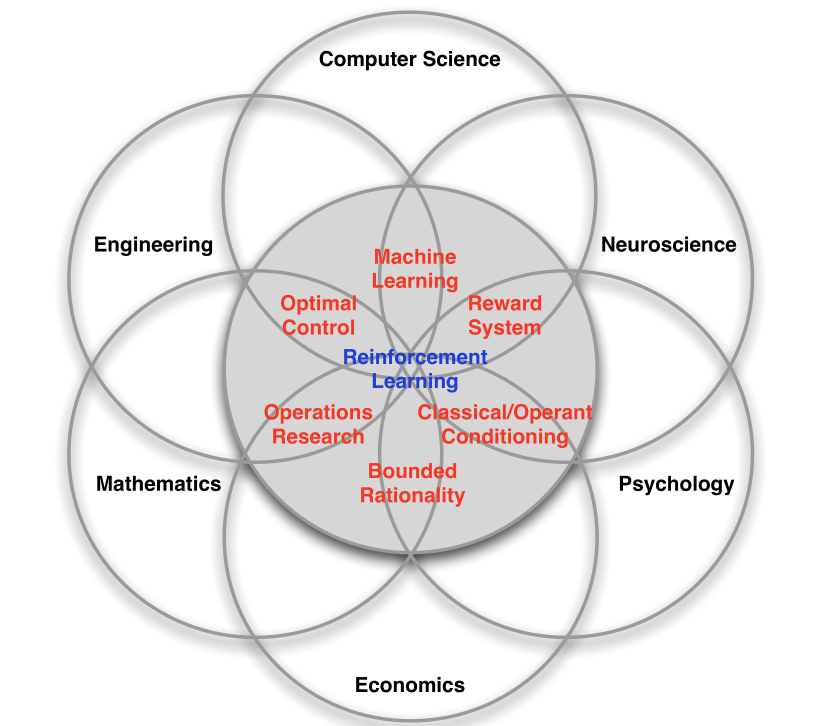 Computer Science
Engineering
Neuroscience
Machine
Learning
Optimal
Control
Reward
System
Reinforcement
Learning
Operations
Research
Classical/Operant
Conditioning
Bounded
Rationality
Mathematics
Psychology
Economics